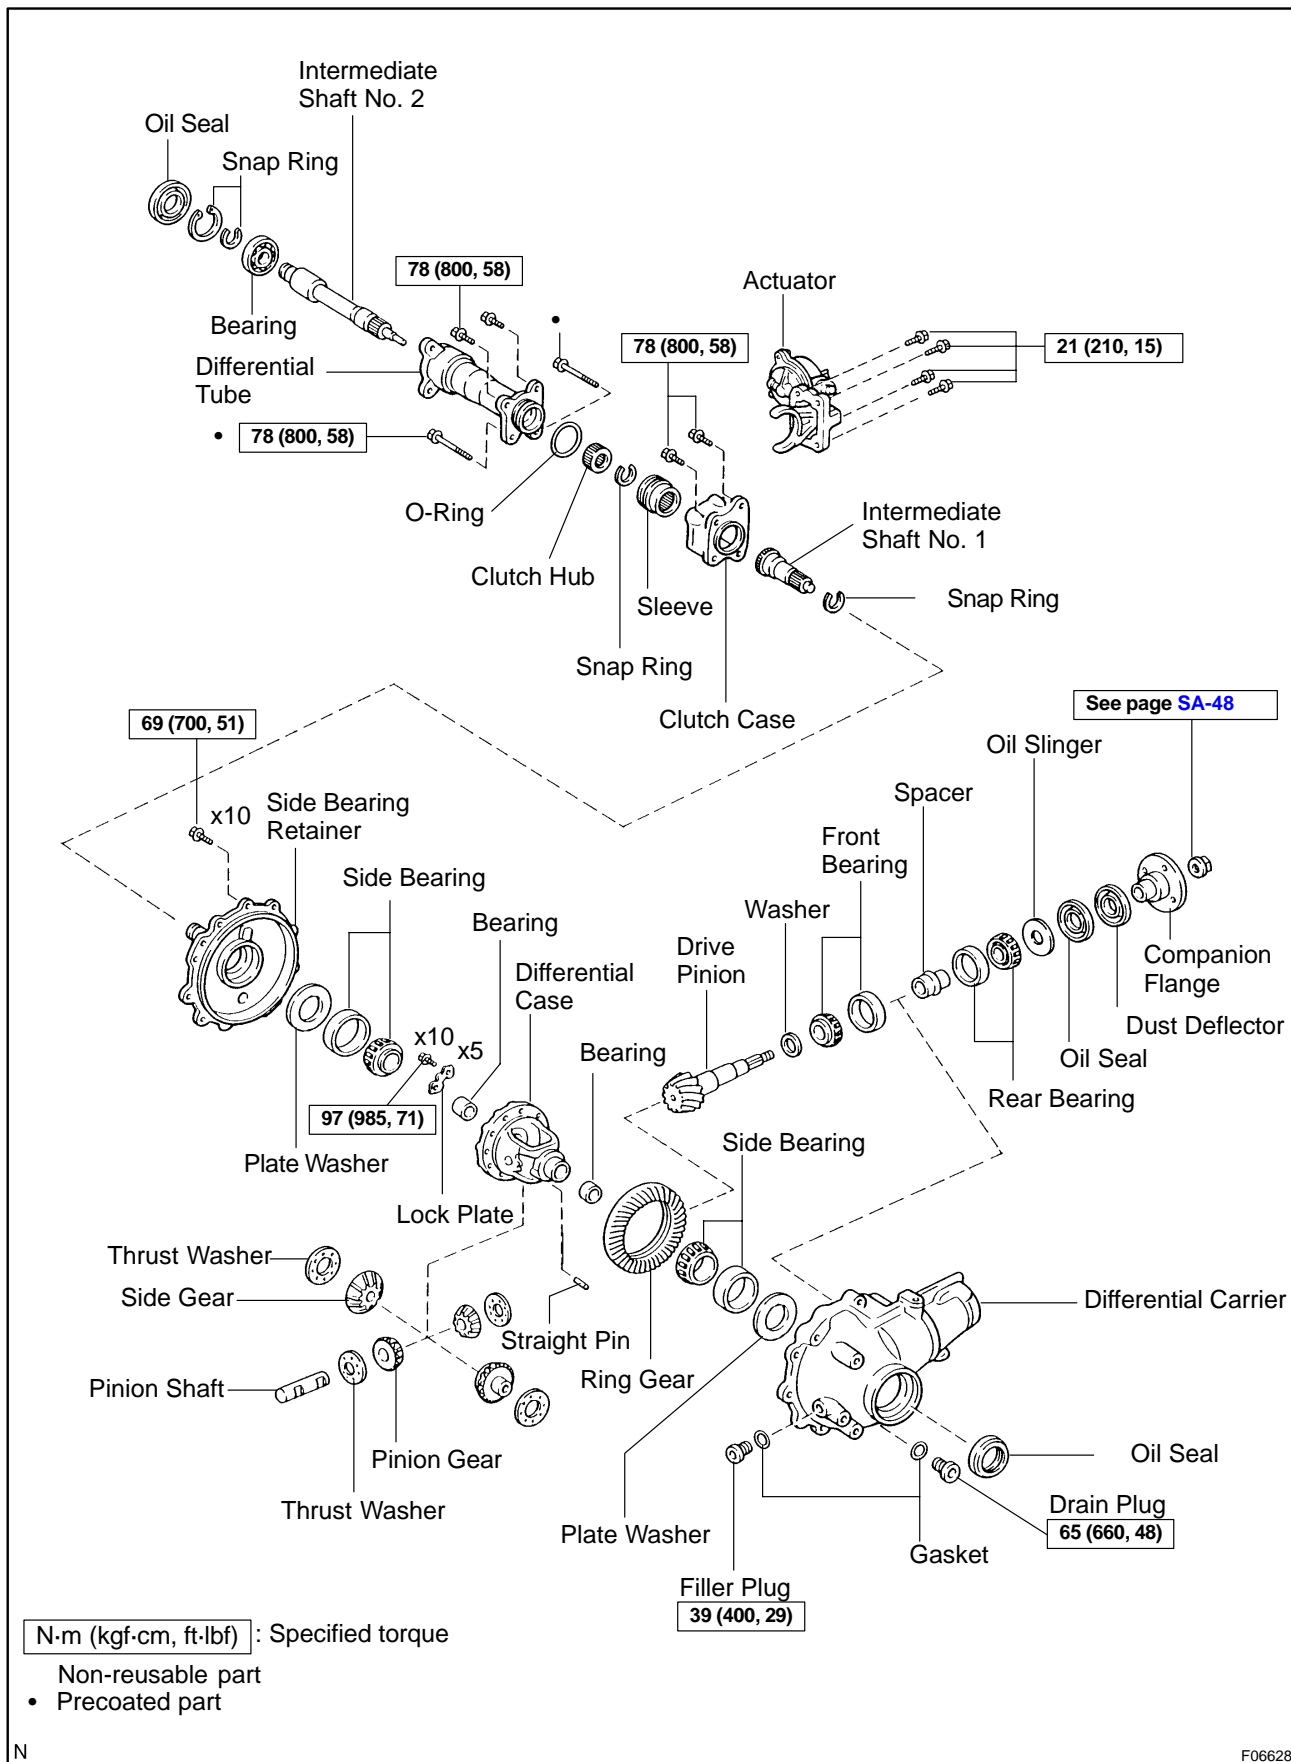 Intermediate
Shaft No. 2
Oil Seal
Snap Ring
78 (800, 58)
Actuator
Bearing
•
78 (800, 58)
21 (210, 15)
Differential
Tube
• 78 (800, 58)
O-Ring
Intermediate
Shaft No. 1
Clutch Hub
Sleeve
Snap Ring
Snap Ring
Clutch Case
See page SA-48
69 (700, 51)
Oil Slinger
Spacer
x10
Side Bearing
Retainer
Front
Bearing
Side Bearing
Washer
Bearing
Drive
Pinion
Companion
Flange
Differential
Case
Dust Deflector
x10
x5
Bearing
Oil Seal
Rear Bearing
97 (985, 71)
Side Bearing
Plate Washer
Lock Plate
Thrust Washer
Side Gear
Differential Carrier
Straight Pin
Ring Gear
Pinion Shaft
Pinion Gear
Oil Seal
Thrust Washer
Drain Plug
65 (660, 48)
Plate Washer
Gasket
Filler Plug
39 (400, 29)
N·m (kgf·cm, ft·lbf) : Specified torque
Non-reusable part
• Precoated part
N
F06628